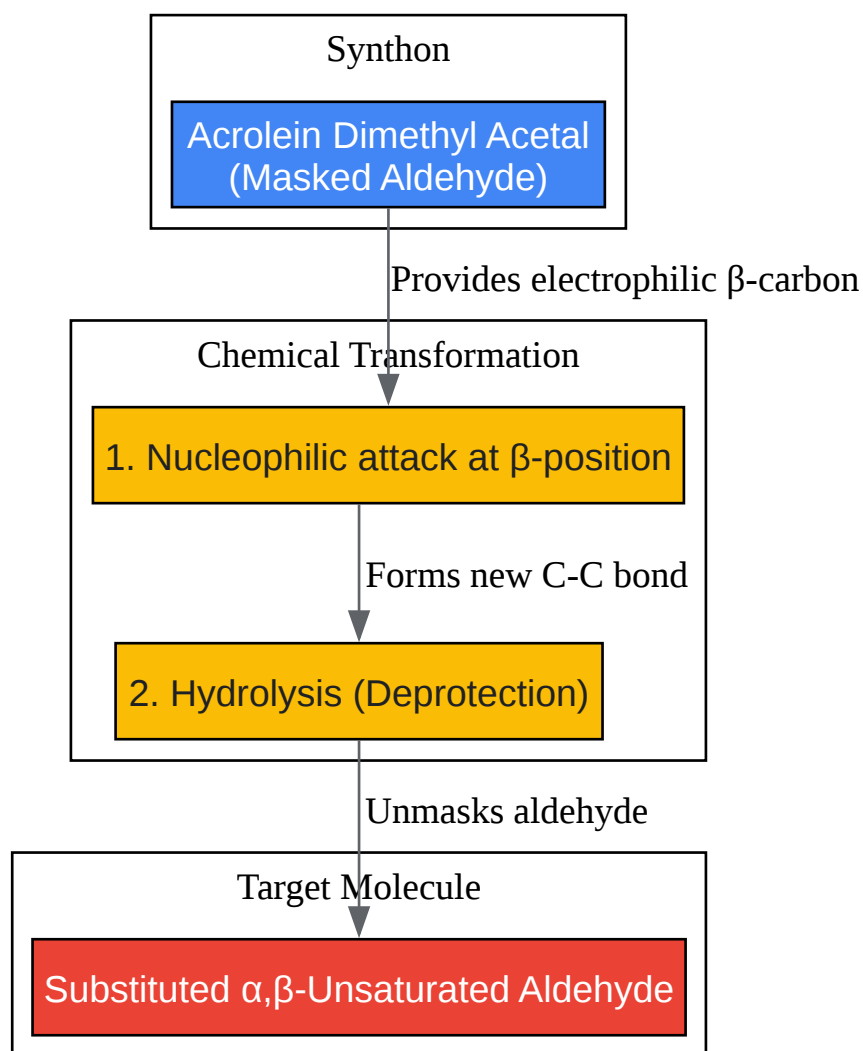 Synthon
Acrolein Dimethyl Acetal
(Masked Aldehyde)
Provides electrophilic β-carbon
Chemical Transformation
1. Nucleophilic attack at β-position
Forms new C-C bond
2. Hydrolysis (Deprotection)
Unmasks aldehyde
Target Molecule
Substituted α,β-Unsaturated Aldehyde